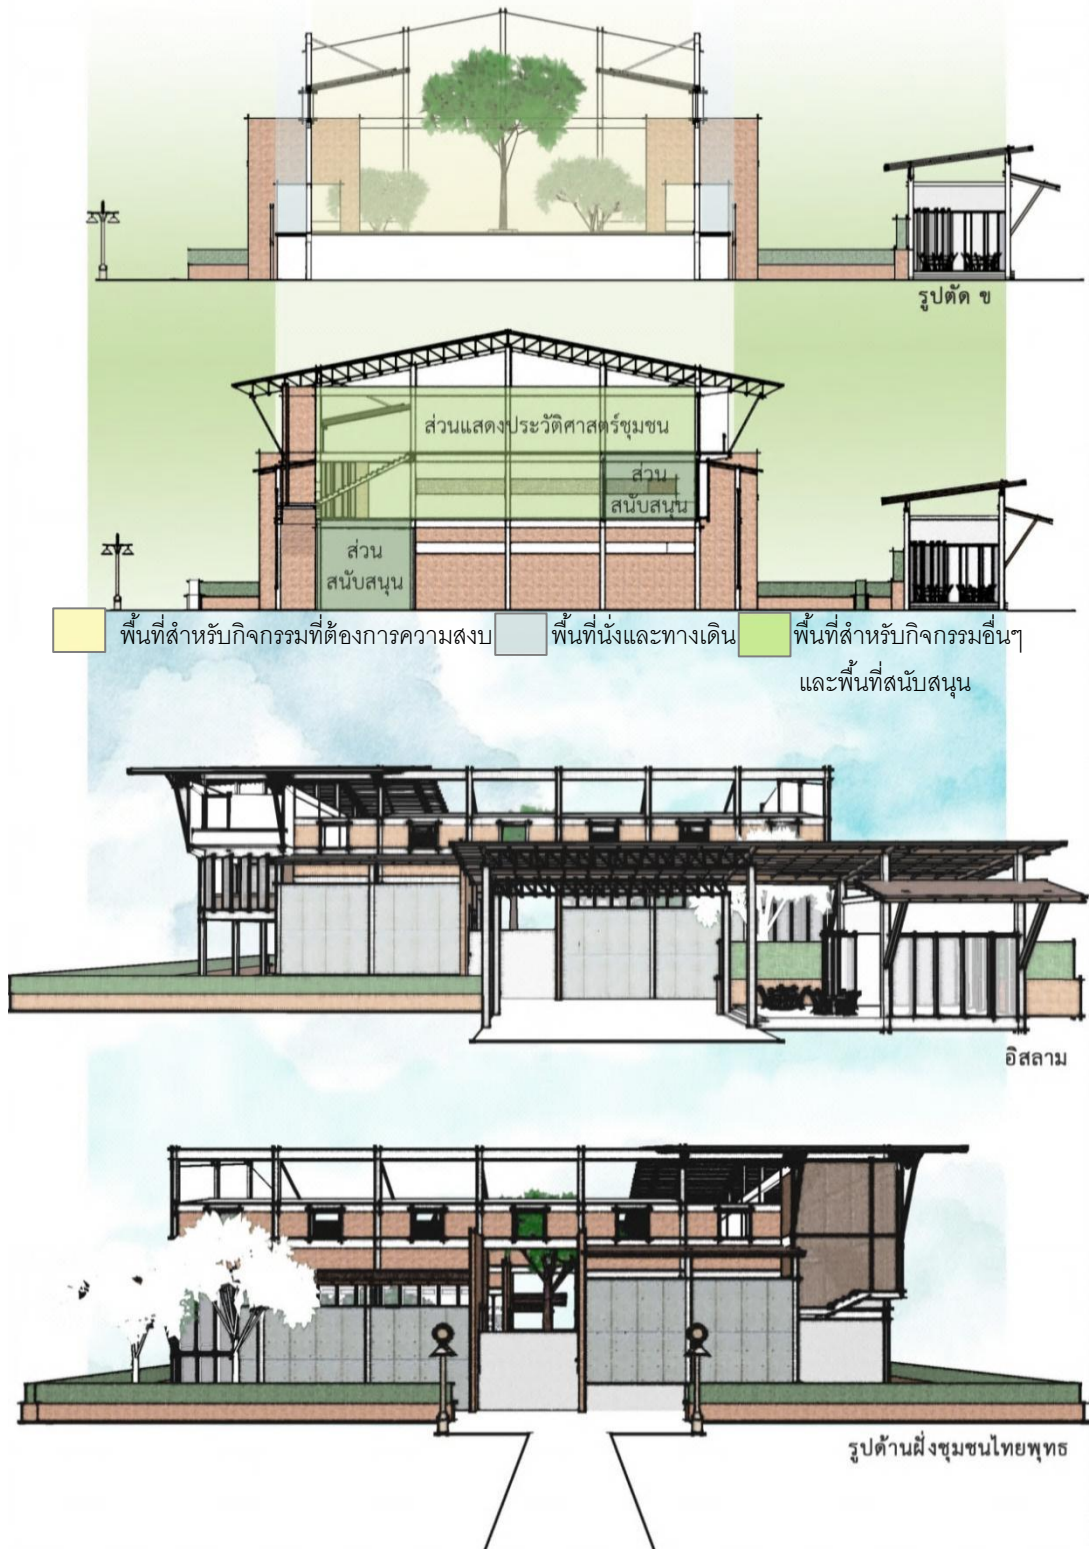 รูปตัด ข
ส่วนแสดงประวัติศาสตร์ชุมชน
ส่วน
สนับสนุน
ส่วน
สนับสนุน
พื้นที่สำหรับกิจกรรมที่ต้องการความสงบ
พื้นที่นั่งและทางเดิน
พื้นที่สำหรับกิจกรรมอื่นๆ
และพื้นที่สนับสนุน
อิสลาม
รูปด้านฝั่งชุมชนไทยพุทธ